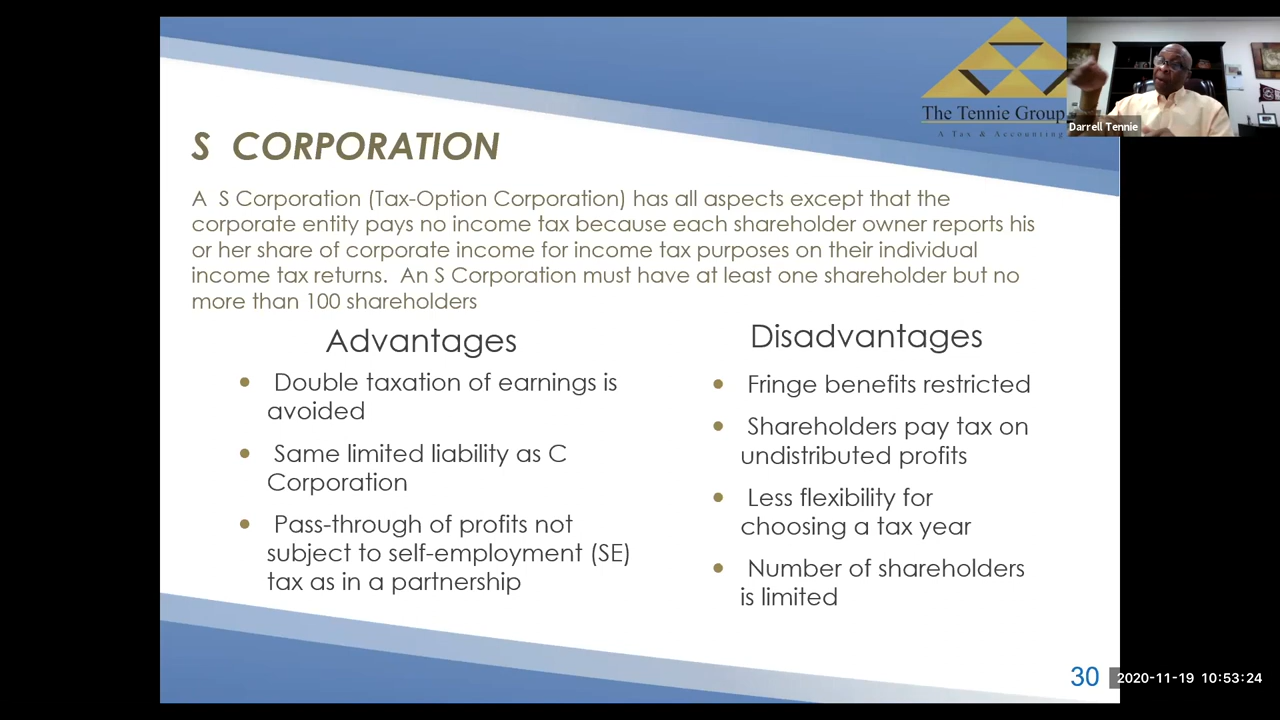 The Tennie Group
A Tax & Accounting
Darrell Tennie
S CORPORATION
A S Corporation (Tax-Option Corporation) has all aspects except that the
corporate entity pays no income tax because each shareholder owner reports his
or her share of corporate income for income tax purposes on their individual
income tax returns. An S Corporation must have at least one shareholder but no
more than 100 shareholders
Advantages
• Double taxation of earnings is
avoided
• Same limited liability as C
Corporation
• Pass-through of profits not
subject to self-employment (SE)
tax as in a partnership
Disadvantages
• Fringe benefits restricted
• Shareholders pay tax on
undistributed profits
• Less flexibility for
choosing a tax year
• Number of shareholders
is limited
30
2020-11-19 10:53:24